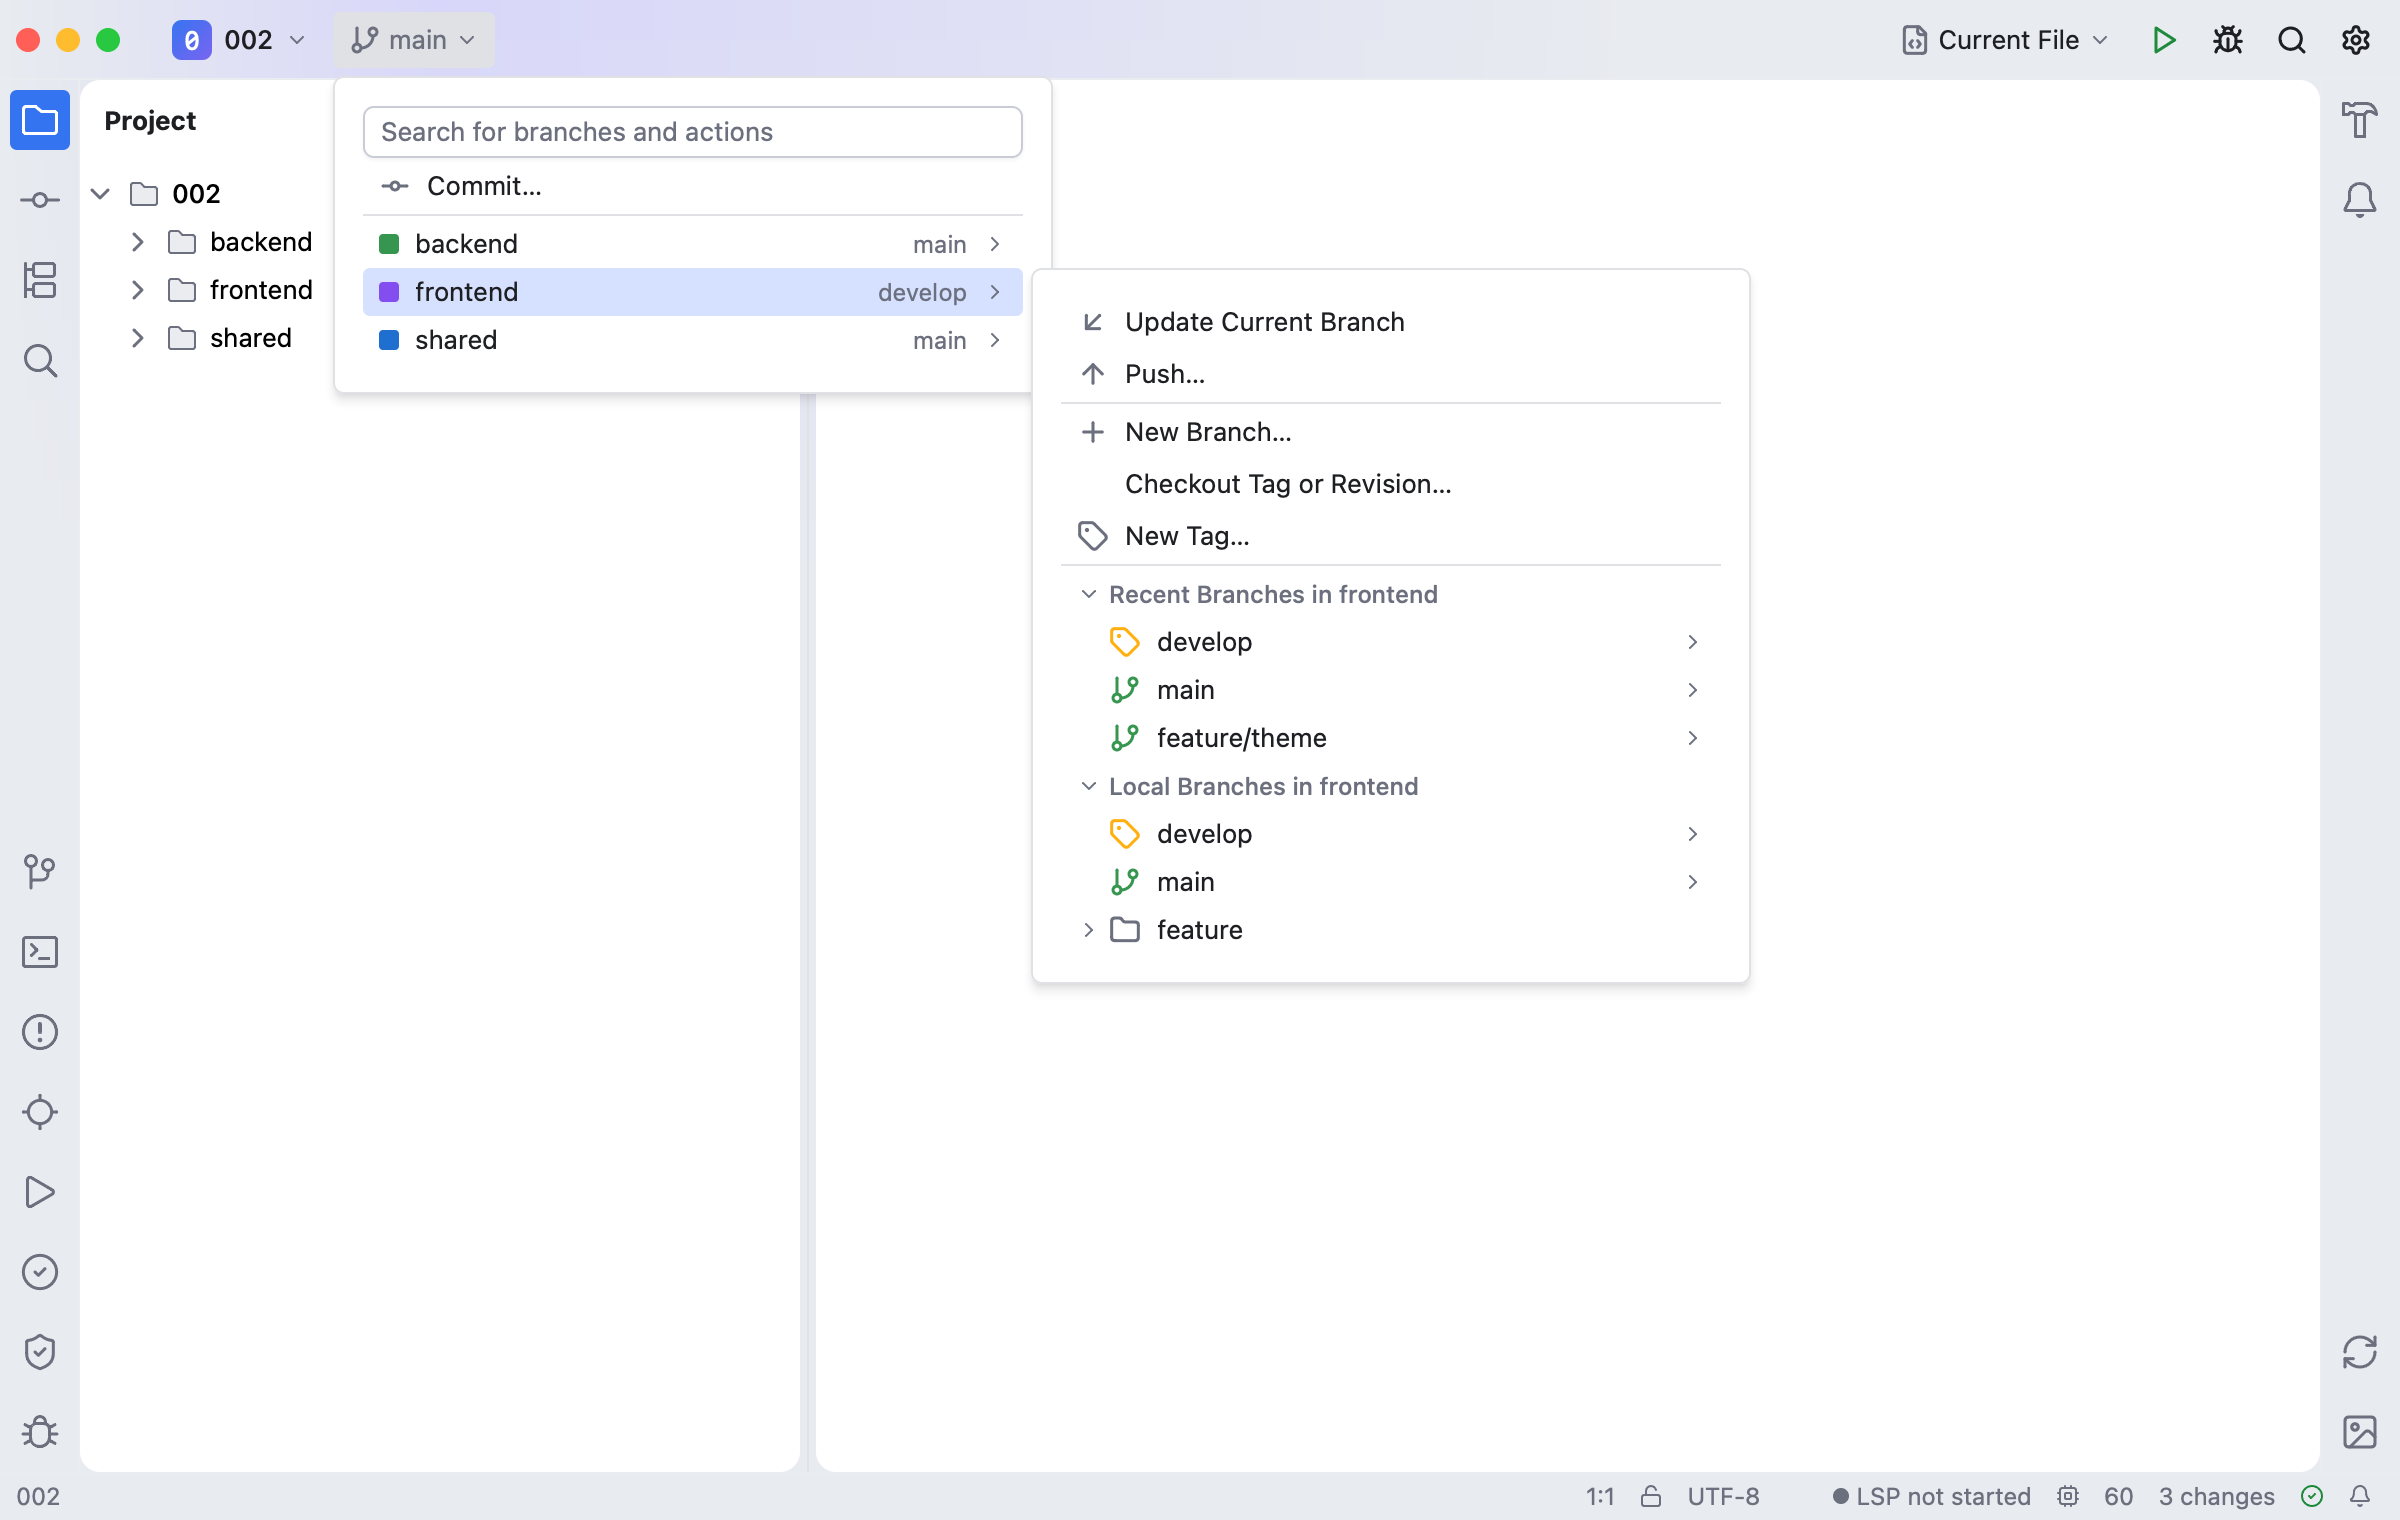 0 002 main Current File
Project
Search for branches and actions
Commit...
002
backend
frontend
shared
backend main
frontend develop
shared main
Update Current Branch
Push...
New Branch...
Checkout Tag or Revision...
New Tag...
Recent Branches in frontend
develop
main
feature/theme
Local Branches in frontend
develop
main
feature
002 1:1 UTF-8 LSP not started 60 3 changes